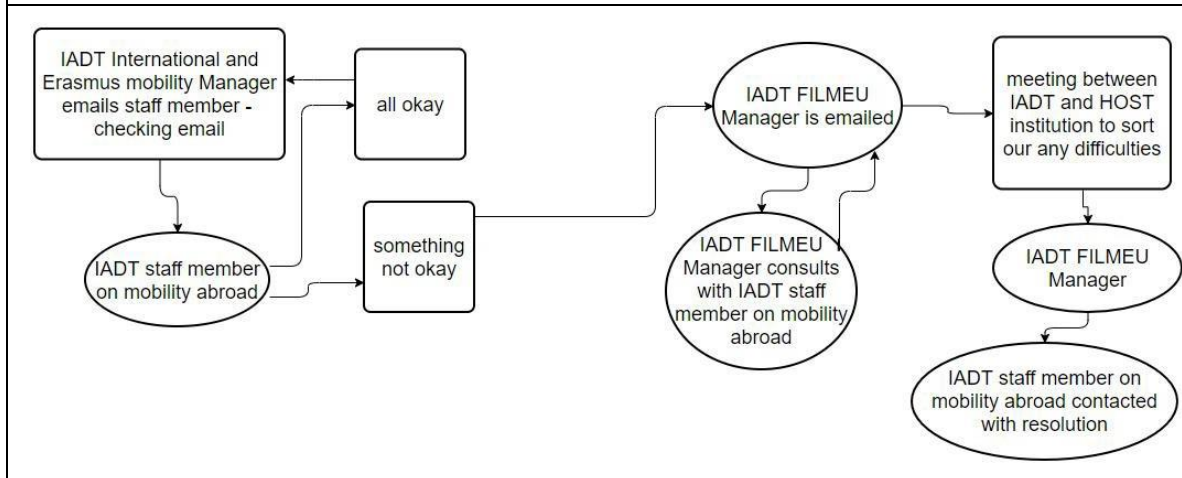 IADT International and
Erasmus mobility Manager
emails staff member -
checking email
all okay
IADT staff member
on mobility abroad
something
not okay
IADT FILMEU
Manager is emailed
IADT FILMEU
Manager consults
with IADT staff
member on mobility
abroad
meeting between
IADT and HOST
institution to sort
our any difficulties
IADT FILMEU
Manager
IADT staff member on
mobility abroad contacted
with resolution